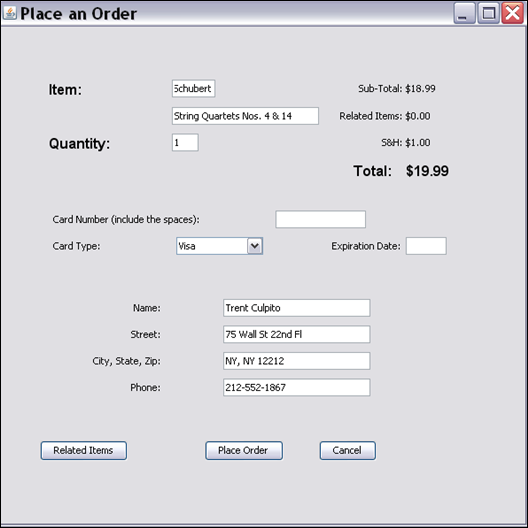 Place an Order
Item: Schubert Sub-Total: $18.99
String Quartets Nos. 4 & 14 Related Items: $0.00
Quantity: 1 S&H: $1.00
Total: $19.99
Card Number (include the spaces):
Card Type: Visa Expiration Date:
Name: Trent Culpito
Street: 75 Wall St 22nd Fl
City, State, Zip: NY, NY 12212
Phone: 212-552-1867
Related Items Place Order Cancel